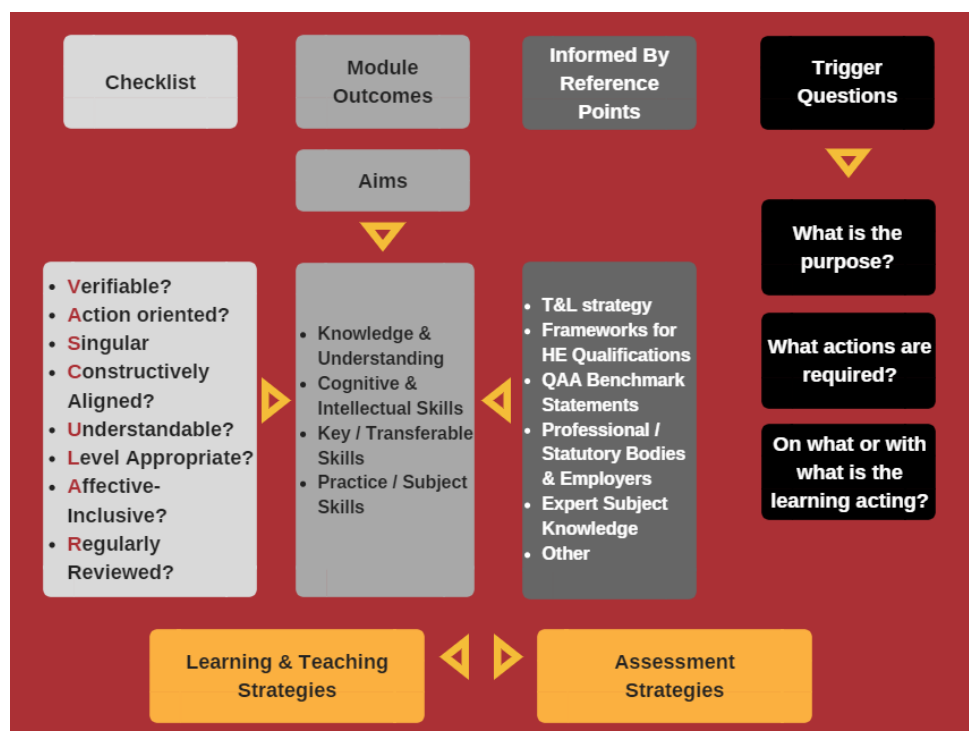 Checklist
Module
Outcomes
Informed By
Reference
Points
Trigger
Questions
Aims
What is the
purpose?
What actions are
required?
On what or with
what is the
learning acting?
• Verifiable?
• Action oriented?
• Singular
• Constructively
Aligned?
• Understandable?
• Level Appropriate?
• Affective-
Inclusive?
• Regularly
Reviewed?
• Knowledge &
Understanding
• Cognitive &
Intellectual Skills
• Key / Transferable
Skills
• Practice / Subject
Skills
• T&L strategy
• Frameworks for
HE Qualifications
• QAA Benchmark
Statements
• Professional /
Statutory Bodies
& Employers
• Expert Subject
Knowledge
• Other
Learning & Teaching
Strategies
Assessment
Strategies